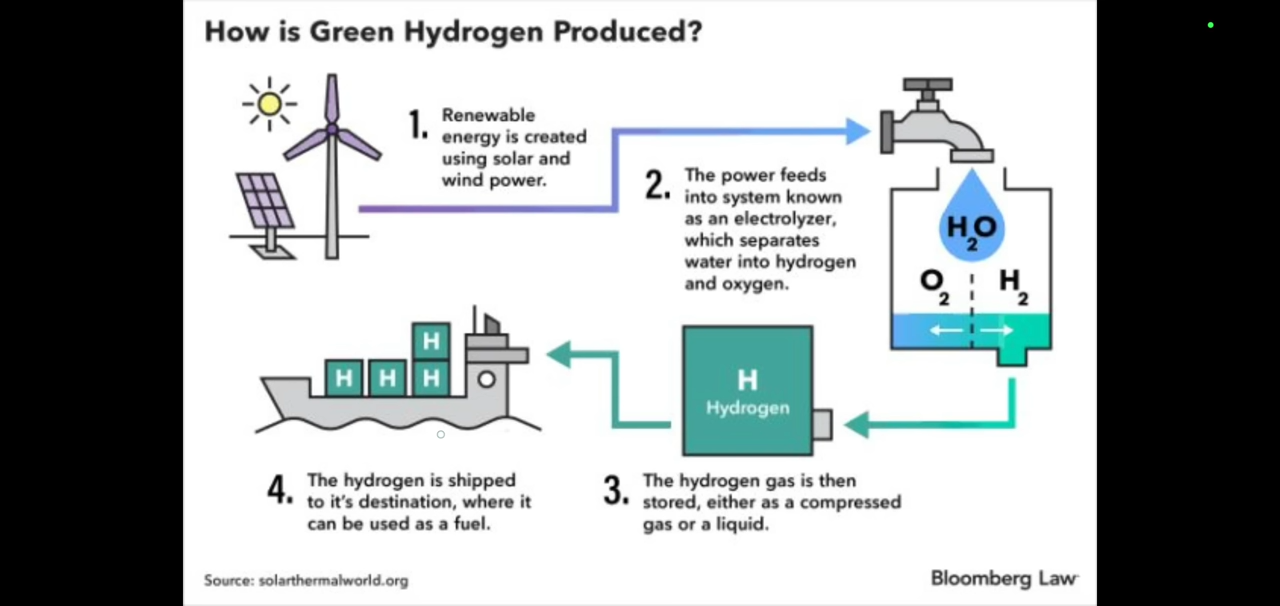 How is Green Hydrogen Produced?
1. Renewable
energy is created
using solar and
wind power.
2. The power feeds
into system known
as an electrolyzer,
which separates
water into hydrogen
and oxygen.
H2O
O2 H2
H
H H H
H
Hydrogen
3. The hydrogen gas is then
stored, either as a compressed
gas or a liquid.
4. The hydrogen is shipped
to it's destination, where it
can be used as a fuel.
Source: solarthermalworld.org
Bloomberg Law